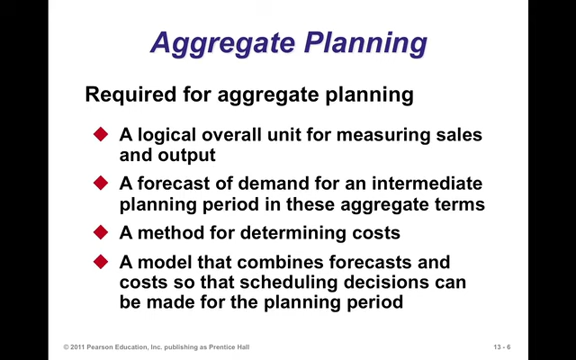 Aggregate Planning
Required for aggregate planning
A logical overall unit for measuring sales
and output
A forecast of demand for an intermediate
planning period in these aggregate terms
A method for determining costs
A model that combines forecasts and
costs so that scheduling decisions can
be made for the planning period
© 2011 Pearson Education, Inc. publishing as Prentice Hall
13 - 6